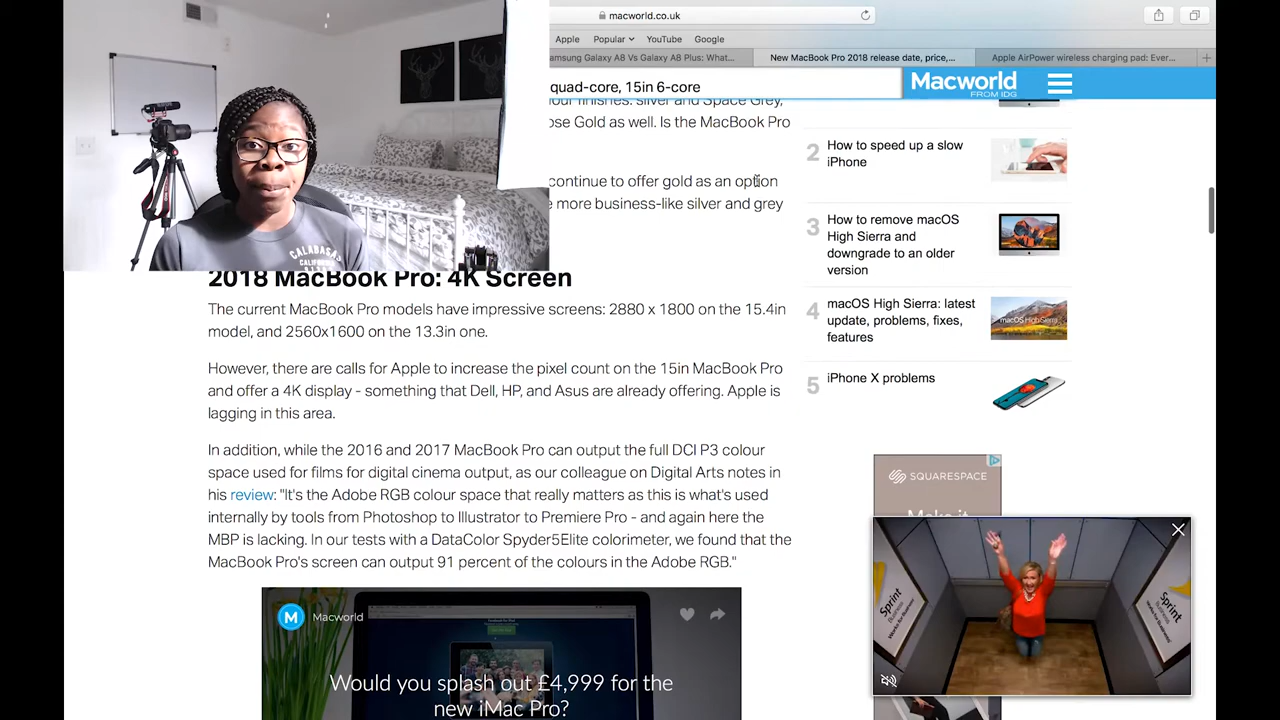 macworld.co.uk
Apple Popular YouTube Google
amsung Galaxy A8 Vs Galaxy A8 Plus: What...
New MacBook Pro 2018 release date, price,...
Apple AirPower wireless charging pad: Ever...
quad-core, 15in 6-core
Macworld
FROM IDG
our finishes: silver and Space Grey,
ose Gold as well. Is the MacBook Pro
continue to offer gold as an option
e more business-like silver and grey
CALABASAS
2018 MacBook Pro: 4K Screen
The current MacBook Pro models have impressive screens: 2880 x 1800 on the 15.4in
model, and 2560x1600 on the 13.3in one.
However, there are calls for Apple to increase the pixel count on the 15in MacBook Pro
and offer a 4K display - something that Dell, HP, and Asus are already offering. Apple is
lagging in this area.
In addition, while the 2016 and 2017 MacBook Pro can output the full DCI P3 colour
space used for films for digital cinema output, as our colleague on Digital Arts notes in
his review: "It's the Adobe RGB colour space that really matters as this is what's used
internally by tools from Photoshop to Illustrator to Premiere Pro - and again here the
MBP is lacking. In our tests with a DataColor Spyder5Elite colorimeter, we found that the
MacBook Pro's screen can output 91 percent of the colours in the Adobe RGB."
M Macworld
Would you splash out £4,999 for the
new iMac Pro?
2 How to speed up a slow
iPhone
3 How to remove macOS
High Sierra and
downgrade to an older
version
4 macOS High Sierra: latest
update, problems, fixes,
features
macOS High Sierra
5 iPhone X problems
SQUARESPACE
Make it
Sprint
Business
Works for Business
Sprint
Business
Works for Business